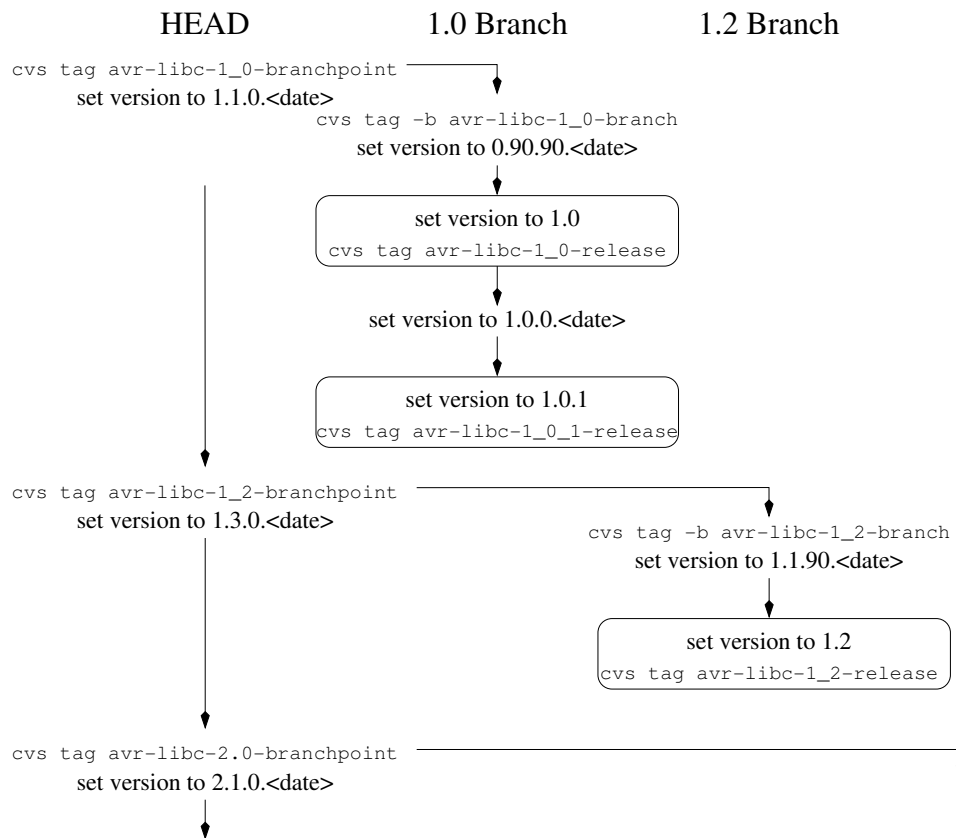 HEAD 1.0 Branch 1.2 Branch
cvs tag avr-libc-1_0-branchpoint
set version to 1.1.0.<date>
cvs tag -b avr-libc-1_0-branch
set version to 0.90.90.<date>
set version to 1.0
cvs tag avr-libc-1_0-release
set version to 1.0.0.<date>
set version to 1.0.1
cvs tag avr-libc-1_0_1-release
cvs tag avr-libc-1_2-branchpoint
set version to 1.3.0.<date>
cvs tag -b avr-libc-1_2-branch
set version to 1.1.90.<date>
set version to 1.2
cvs tag avr-libc-1_2-release
cvs tag avr-libc-2.0-branchpoint
set version to 2.1.0.<date>